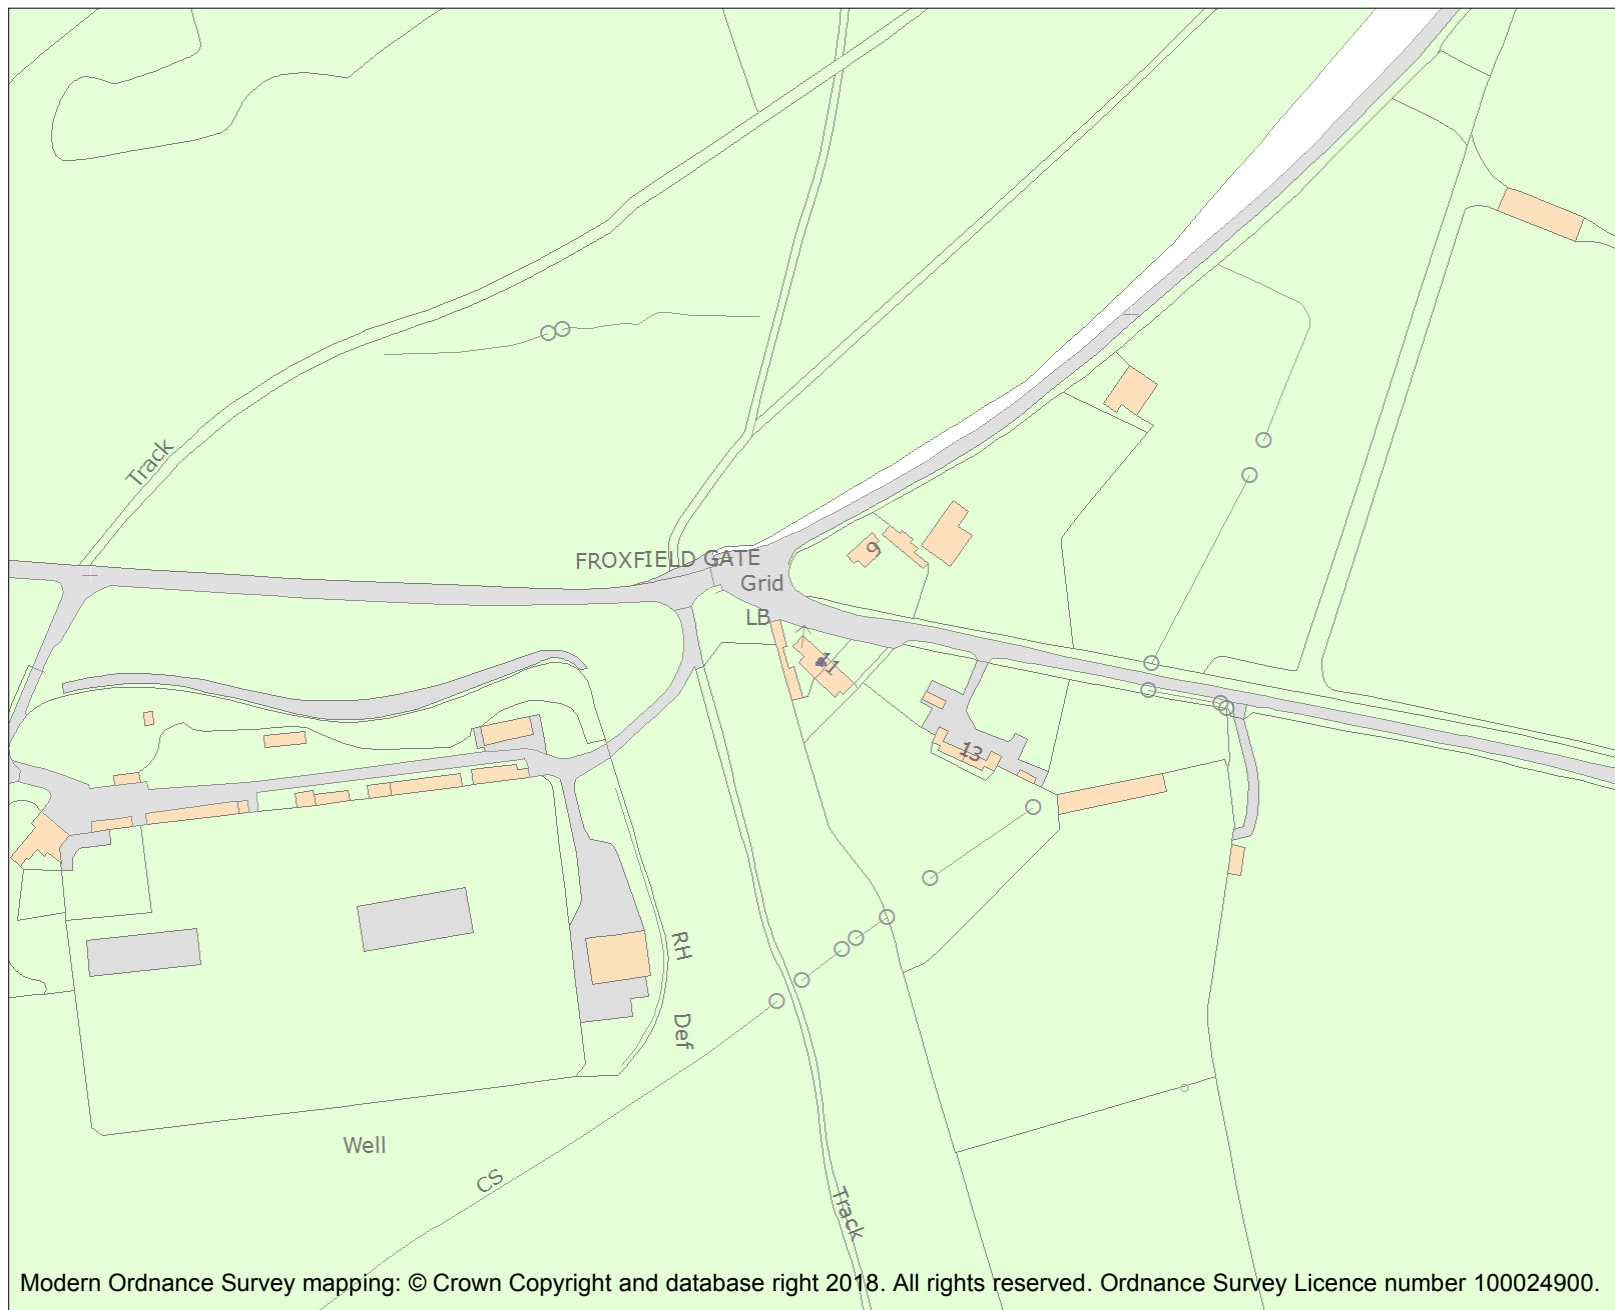 Track
FROXFIELD GATE
Grid
LB
9
11
13
RH
Def
Well
CS
Track
Modern Ordnance Survey mapping: © Crown Copyright and database right 2018. All rights reserved. Ordnance Survey Licence number 100024900.